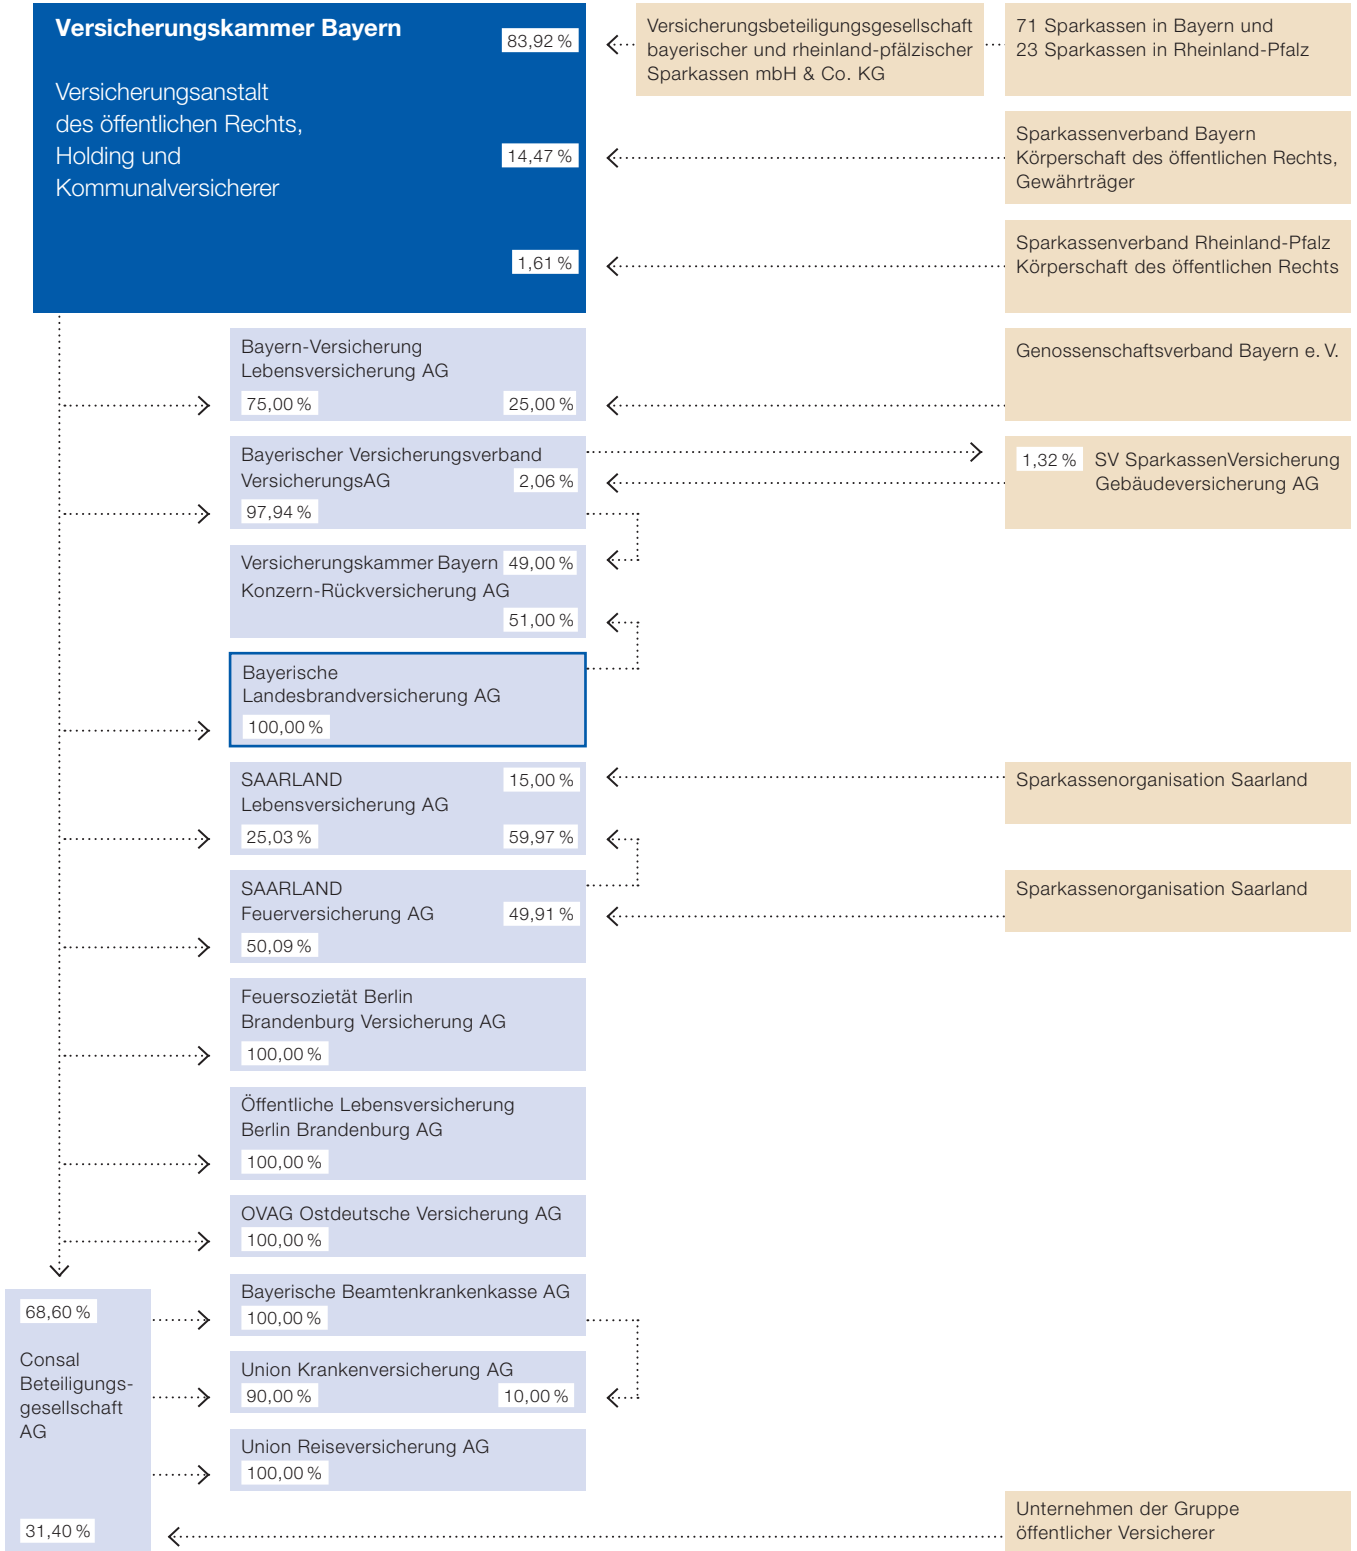 Versicherungskammer Bayern
83,92 %
Versicherungsanstalt
des öffentlichen Rechts,
Holding und
Kommunalversicherer
14,47 %
1,61 %
Versicherungsbeteiligungsgesellschaft
bayerischer und rheinland-pfälzischer
Sparkassen mbH & Co. KG
71 Sparkassen in Bayern und
23 Sparkassen in Rheinland-Pfalz
Sparkassenverband Bayern
Körperschaft des öffentlichen Rechts,
Gewährträger
Sparkassenverband Rheinland-Pfalz
Körperschaft des öffentlichen Rechts
Bayern-Versicherung
Lebensversicherung AG
75,00 % 25,00 %
Genossenschaftsverband Bayern e. V.
Bayerischer Versicherungsverband
VersicherungsAG 2,06 %
97,94 %
1,32 % SV SparkassenVersicherung
Gebäudeversicherung AG
Versicherungskammer Bayern 49,00 %
Konzern-Rückversicherung AG
51,00 %
Bayerische
Landesbrandversicherung AG
100,00 %
SAARLAND 15,00 %
Lebensversicherung AG
25,03 % 59,97 %
Sparkassenorganisation Saarland
SAARLAND
Feuerversicherung AG 49,91 %
50,09 %
Sparkassenorganisation Saarland
Feuersozietät Berlin
Brandenburg Versicherung AG
100,00 %
Öffentliche Lebensversicherung
Berlin Brandenburg AG
100,00 %
OVAG Ostdeutsche Versicherung AG
100,00 %
68,60 %
Consal
Beteiligungs-
gesellschaft
AG
31,40 %
Bayerische Beamtenkrankenkasse AG
100,00 %
Union Krankenversicherung AG
90,00 % 10,00 %
Union Reiseversicherung AG
100,00 %
Unternehmen der Gruppe
öffentlicher Versicherer